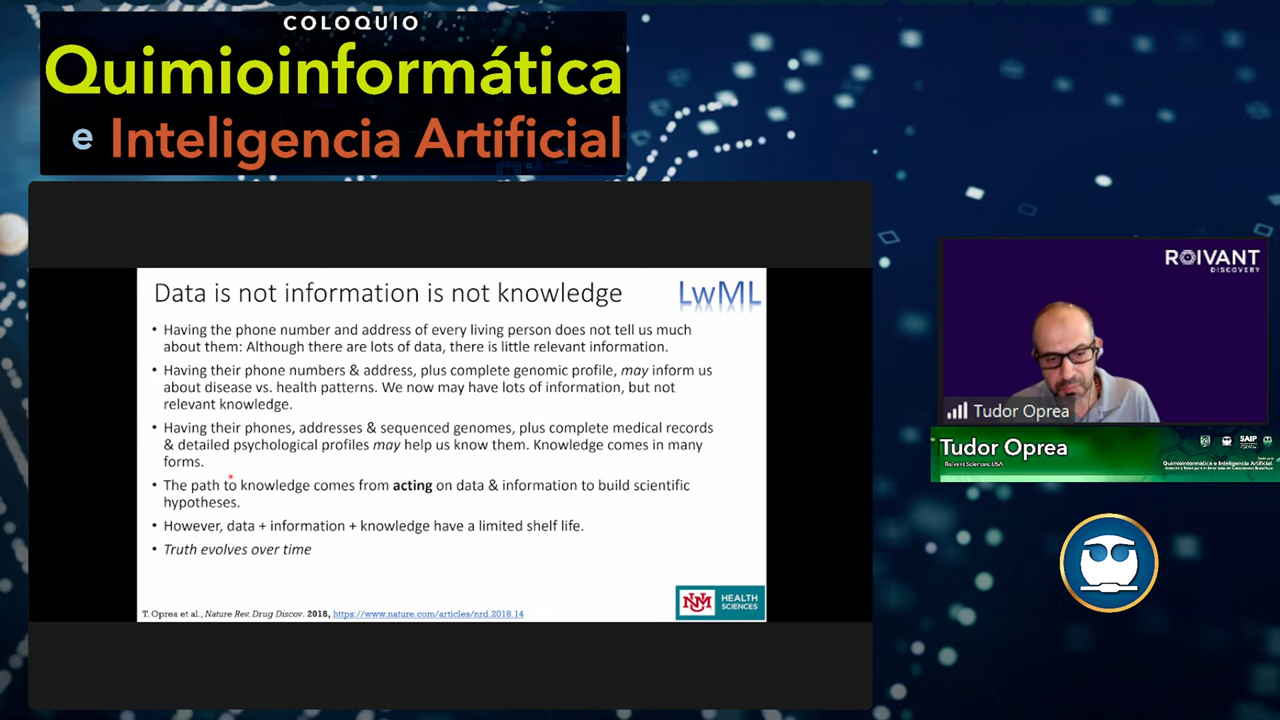 COLOQUIO
Quimioinformática
e Inteligencia Artificial
Data is not information is not knowledge
LwML
• Having the phone number and address of every living person does not tell us much
about them: Although there are lots of data, there is little relevant information.
• Having their phone numbers & address, plus complete genomic profile, may inform us
about disease vs. health patterns. We now may have lots of information, but not
relevant knowledge.
• Having their phones, addresses & sequenced genomes, plus complete medical records
& detailed psychological profiles may help us know them. Knowledge comes in many
forms.
• The path to knowledge comes from acting on data & information to build scientific
hypotheses.
• However, data + information + knowledge have a limited shelf life.
• Truth evolves over time
T. Oprea et al., Nature Rev. Drug Discov. 2018, https://www.nature.com/articles/nrd.2018.14
NM HEALTH
SCIENCES
ROIVANT
DISCOVERY
Tudor Oprea
Tudor Oprea
Roivant Sciences, USA
SAIP
Quimioinformática e Inteligencia Artificial